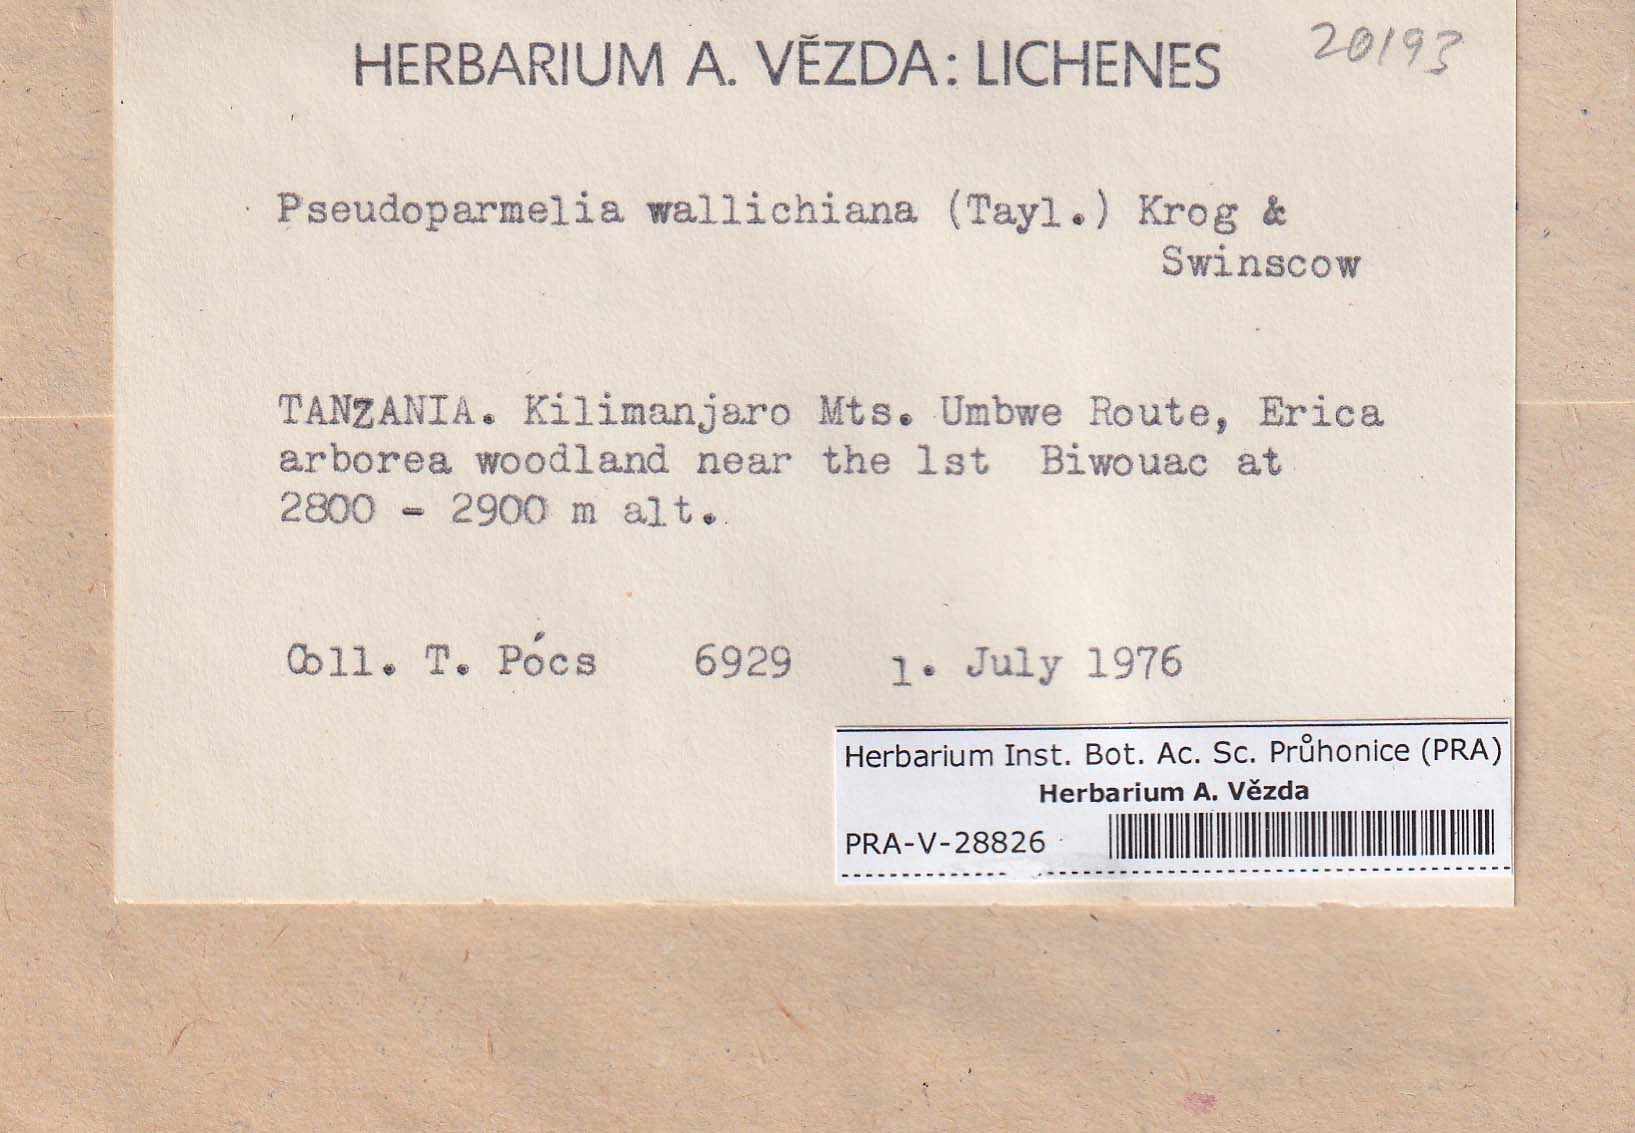 HERBARIUM A. VĚZDA: LICHENES 20193
Pseudoparmelia wallichiana (Tayl.) Krog &
Swinscow
TANZANIA. Kilimanjaro Mts. Umbwe Route, Erica
arborea woodland near the 1st Biwouac at
2800 - 2900 m alt.
Coll. T. Pócs 6929 1. July 1976
Herbarium Inst. Bot. Ac. Sc. Průhonice (PRA)
Herbarium A. Vězda
PRA-V-28826